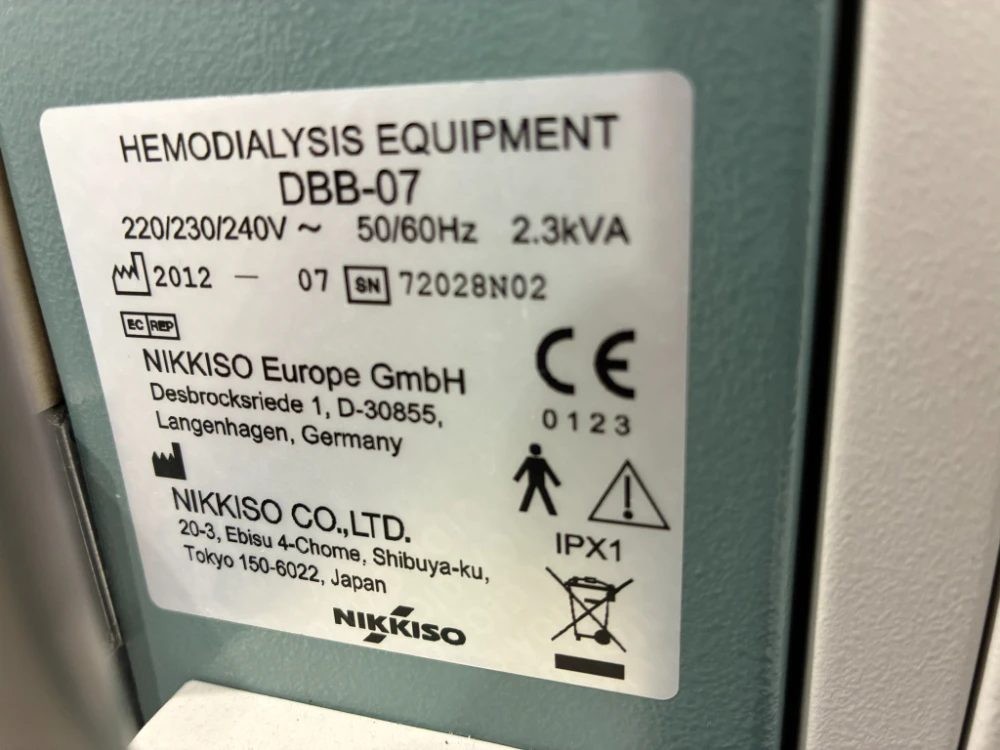 HEMODIALYSIS EQUIPMENT
DBB-07
220/230/240V ~ 50/60Hz 2.3kVA
2012 — 07 SN 72028N02
EC REP
NIKKISO Europe GmbH
Desbrocksriede 1, D-30855,
Langenhagen, Germany
CE
0123
NIKKISO CO.,LTD.
20-3, Ebisu 4-Chome, Shibuya-ku,
Tokyo 150-6022, Japan
IPX1
NIKKISO